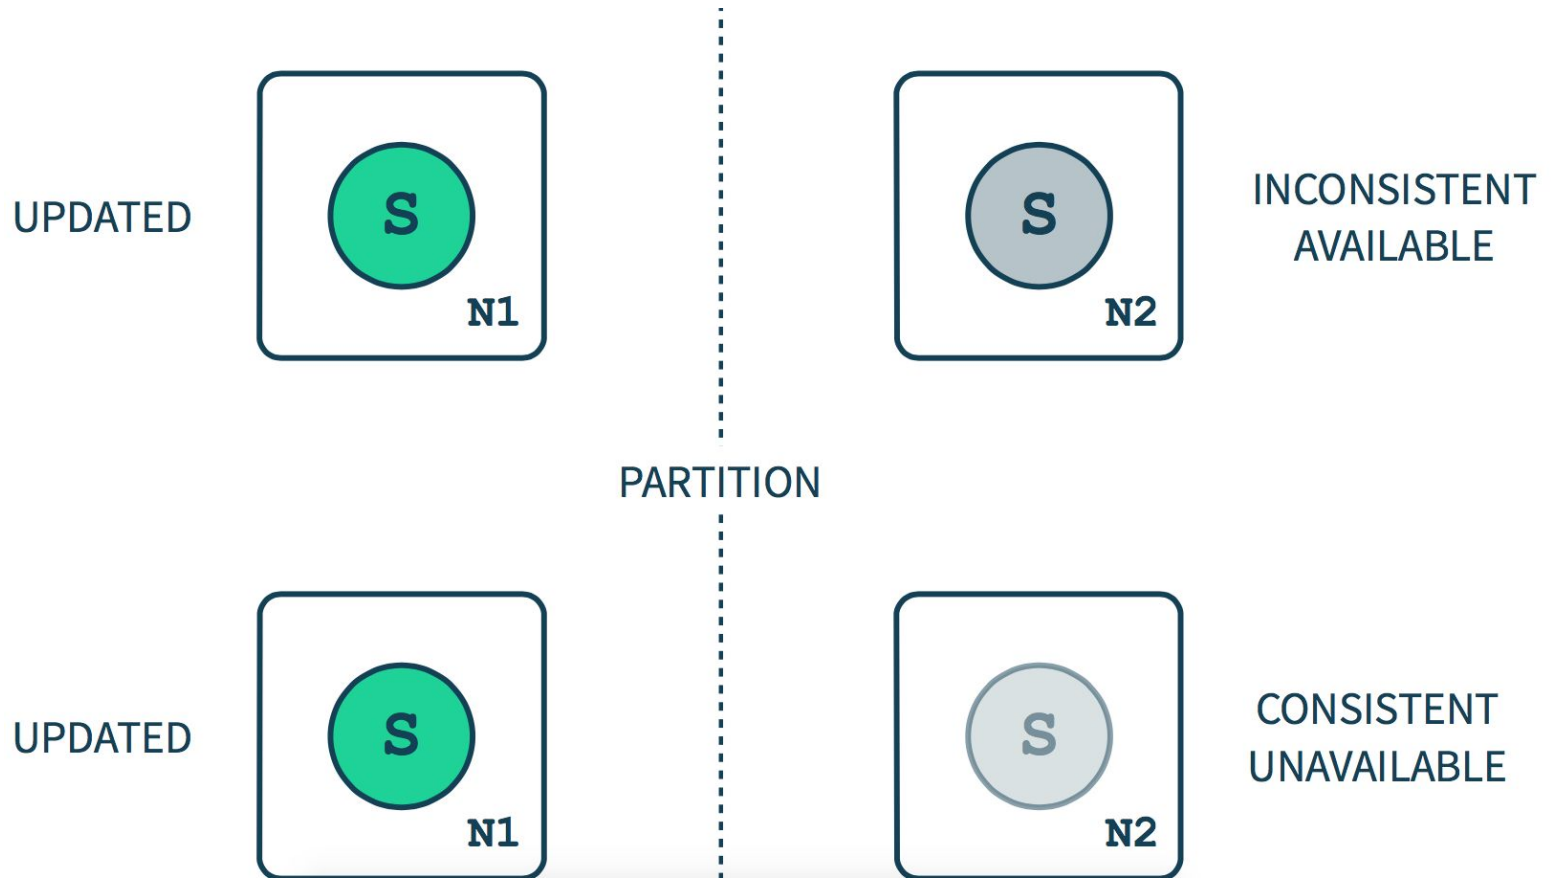 UPDATED
S
N1
S
N2
INCONSISTENT
AVAILABLE
PARTITION
UPDATED
S
N1
S
N2
CONSISTENT
UNAVAILABLE